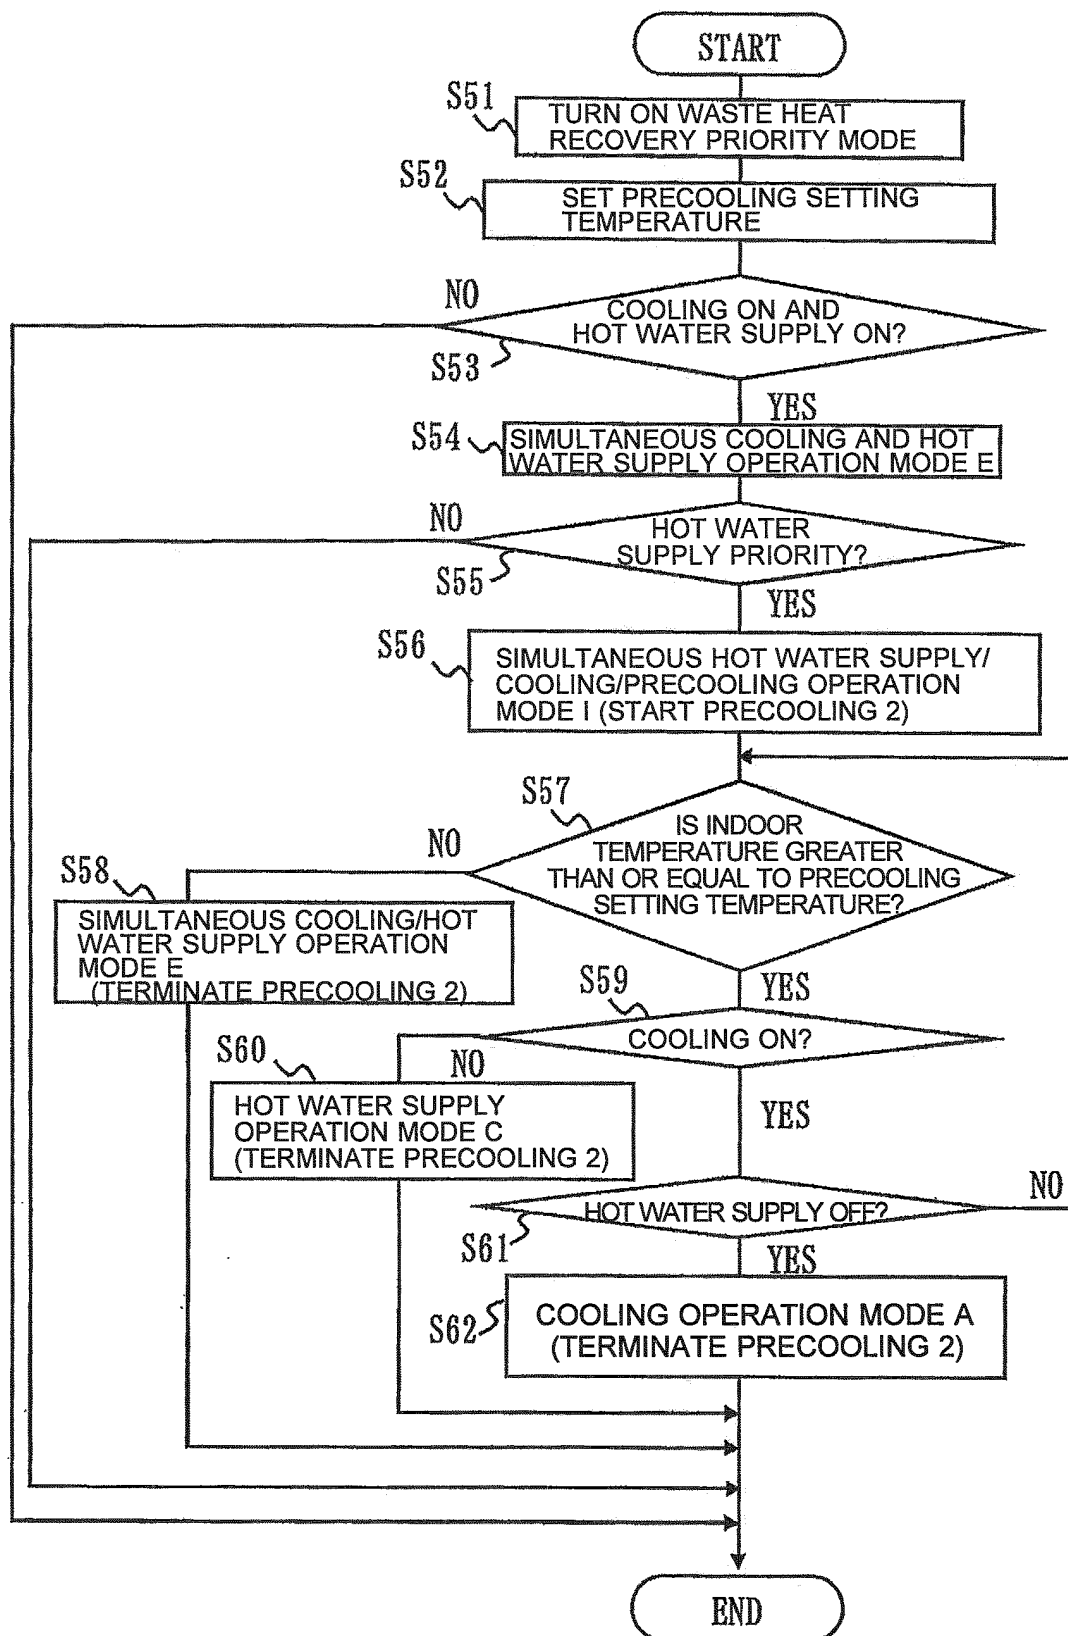 START
S51
TURN ON WASTE HEAT
RECOVERY PRIORITY MODE
S52
SET PRECOOLING SETTING
TEMPERATURE
NO
COOLING ON AND
HOT WATER SUPPLY ON?
S53
YES
S54
SIMULTANEOUS COOLING AND HOT
WATER SUPPLY OPERATION MODE E
NO
HOT WATER
SUPPLY PRIORITY?
S55
YES
S56
SIMULTANEOUS HOT WATER SUPPLY/
COOLING/PRECOOLING OPERATION
MODE I (START PRECOOLING 2)
S57
IS INDOOR
TEMPERATURE GREATER
THAN OR EQUAL TO PRECOOLING
SETTING TEMPERATURE?
NO
S58
SIMULTANEOUS COOLING/HOT
WATER SUPPLY OPERATION
MODE E
(TERMINATE PRECOOLING 2)
YES
S59
COOLING ON?
NO
S60
HOT WATER SUPPLY
OPERATION MODE C
(TERMINATE PRECOOLING 2)
YES
HOT WATER SUPPLY OFF?
NO
S61
YES
S62
COOLING OPERATION MODE A
(TERMINATE PRECOOLING 2)
END